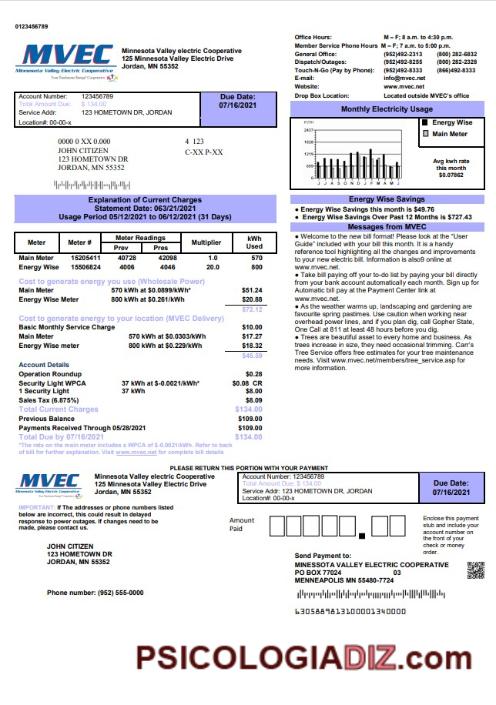 0123456789
MVEC
Minnesota Valley Electric Cooperative
Your Touchstone Energy® Cooperative
Minnesota Valley electric Cooperative
125 Minnesota Valley Electric Drive
Jordan, MN 55352
Office Hours: M – F; 8 a.m. to 4:30 p.m.
Member Service Phone Hours M – F; 7 a.m. to 5:00 p.m.
General Office: (952)492-2313 (800) 282-6832
Dispatch/Outages: (952)492-8255 (800) 282-2328
Touch-N-Go (Pay by Phone): (952)492-8333 (866)492-8333
E-mail: info@mvec.net
Website: www.mvec.net
Drop Box Location: Located outside MVEC's office
Account Number: 123456789
Total Amount Due: $ 134.00
Service Addr: 123 HOMETOWN DR, JORDAN
Location#: 00-00-x
Due Date:
07/16/2021
0000 0 XX 0.000 4 123
JOHN CITIZEN C-XX P-XX
123 HOMETOWN DR
JORDAN, MN 55352
Monthly Electricity Usage
Energy Wise
Main Meter
Avg kwh rate
this month
$0.07862
J J A S O N D J F M A M J
Explanation of Current Charges
Statement Date: 063/21/2021
Usage Period 05/12/2021 to 06/12/2021 (31 Days)
Meter Meter # Meter Readings Multiplier kWh
Prev Pres Used
Main Meter 15205411 40728 42098 1.0 570
Energy Wise 15506824 4006 4046 20.0 800
Cost to generate energy you use (Wholesale Power)
Main Meter 570 kWh at $0.0899/kWh* $51.24
Energy Wise Meter 800 kWh at $0.261/kWh) $20.88
$72.12
Cost to generate energy to your location (MVEC Delivery)
Basic Monthly Service Charge $10.00
Main Meter 570 kWh at $0.0303/kWh) $17.27
Energy Wise meter 800 kWh at $0.229/kWh) $18.32
$45.59
Account Details
Operation Roundup $0.28
Security Light WPCA 37 kWh at $-0.0021/kWh* $0.08 CR
1 Security Light 37 kWh $8.00
Sales Tax (6.875%) $8.09
Total Current Charges $134.00
Previous Balance $109.00
Payments Received Through 05/28/2021 $109.00
Total Due by 07/16/2021 $134.00
*The rate on the main meter includes a WPCA of $-0.0021/kWh. Refer to back
of bill for further explanation. Visit www.mvec.net for complete bill details
Energy Wise Savings
● Energy Wise Savings this month is $49.76
● Energy Wise Savings Over Past 12 Months is $727.43
Messages from MVEC
● Welcome to the new bill format! Please look at the “User
Guide” included with your bill this month. It is a handy
reference tool highlighting all the changes and improvements
to your new electric bill. Information is also8 online at
www.mvec.net.
● Take bill paying off your to-do list by paying your bill directly
from your bank account automatically each month. Sign up for
Automatic bill pay at the Payment Center link at
www.mvec.net.
● As the weather warms up, landscaping and gardening are
favourite spring pastimes. Use caution when working near
overhead power lines, and if you plan dig, call Gopher State,
One Call at 811 at least 48 hours before you dig.
● Trees are beautiful asset to every home and business. As
trees increase in size, they need occasional trimming. Carr's
Tree Service offers free estimates for your tree maintenance
needs. Visit www.mvec.net/members/tree_service.asp for
more information.
PLEASE RETURN THIS PORTION WITH YOUR PAYMENT
MVEC
Minnesota Valley Electric Cooperative
Minnesota Valley electric Cooperative
125 Minnesota Valley Electric Drive
Jordan, MN 55352
Account Number: 123456789
Total Amount Due: $ 134.00
Service Addr: 123 HOMETOWN DR, JORDAN
Location#: 00-00-x
Due Date:
07/16/2021
IMPORTANT: If The addresses or phone numbers listed
below are incorrect, this could result in delayed
response to power outages. If changes need to be
made, please contact us.
Amount
Paid
Enclose this payment
stub and include your
account number on
the front of your
check or money
order.
JOHN CITIZEN
123 HOMETOWN DR
JORDAN, MN 55352
Phone number: (952) 555-0000
Send Payment to:
MINESSOTA VALLEY ELECTRIC COOPERATIVE
PO BOX 77024 03
MENNEAPOLIS MN 55480-7724
6305889813100001340000
PSICOLOGIADIZ.com